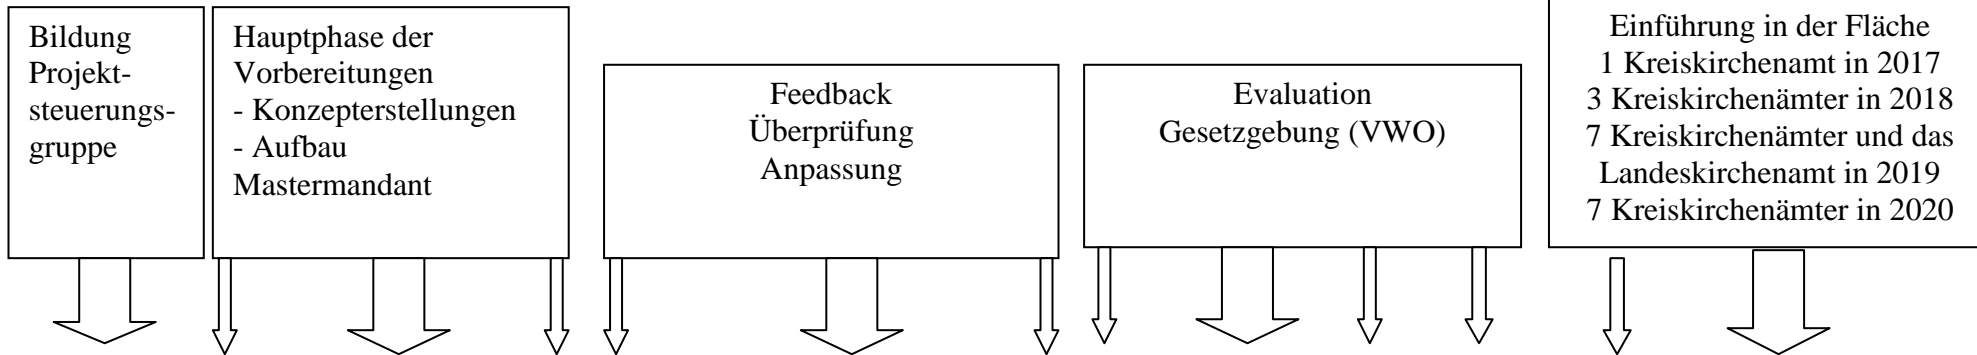 Bildung
Projekt-
steuerungs-
gruppe
Hauptphase der
Vorbereitungen
- Konzepterstellungen
- Aufbau
Mastermandant
Feedback
Überprüfung
Anpassung
Evaluation
Gesetzgebung (VWO)
Einführung in der Fläche
1 Kreiskirchenamt in 2017
3 Kreiskirchenämter in 2018
7 Kreiskirchenämter und das
Landeskirchenamt in 2019
7 Kreiskirchenämter in 2020